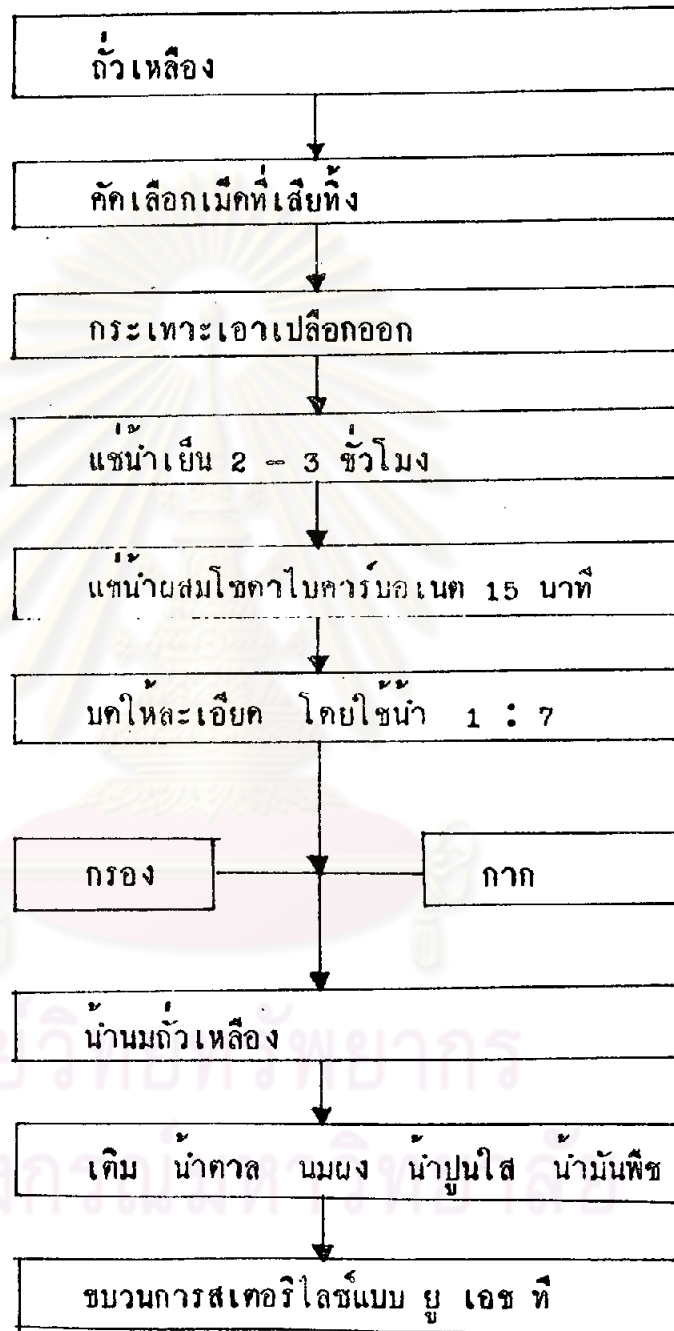 ถั่วเหลือง
คัดเลือกเม็ดที่เสียทิ้ง
กระเทาะเอาเปลือกออก
แช่น้ำเย็น 2 - 3 ชั่วโมง
แช่น้ำผสมโซดาไบคาร์บอเนต 15 นาที
บดให้ละเอียด โดยใช้น้ำ 1 : 7
กรอง กาก
น้ำนมถั่วเหลือง
เติม น้ำตาล นมผง น้ำปูนใส น้ำมันพืช
ขบวนการสเตอริไลซ์แบบ ยู เอช ที